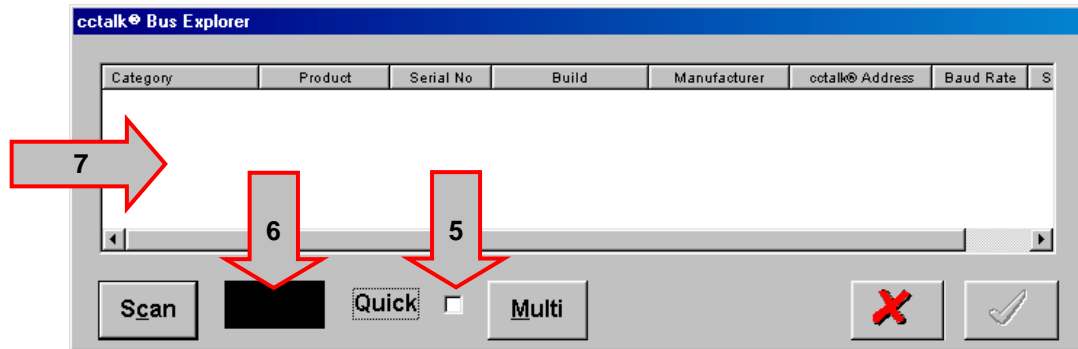 cctalk® Bus Explorer
Category Product Serial No Build Manufacturer cctalk® Address Baud Rate S
7
6 5
Scan Quick Multi